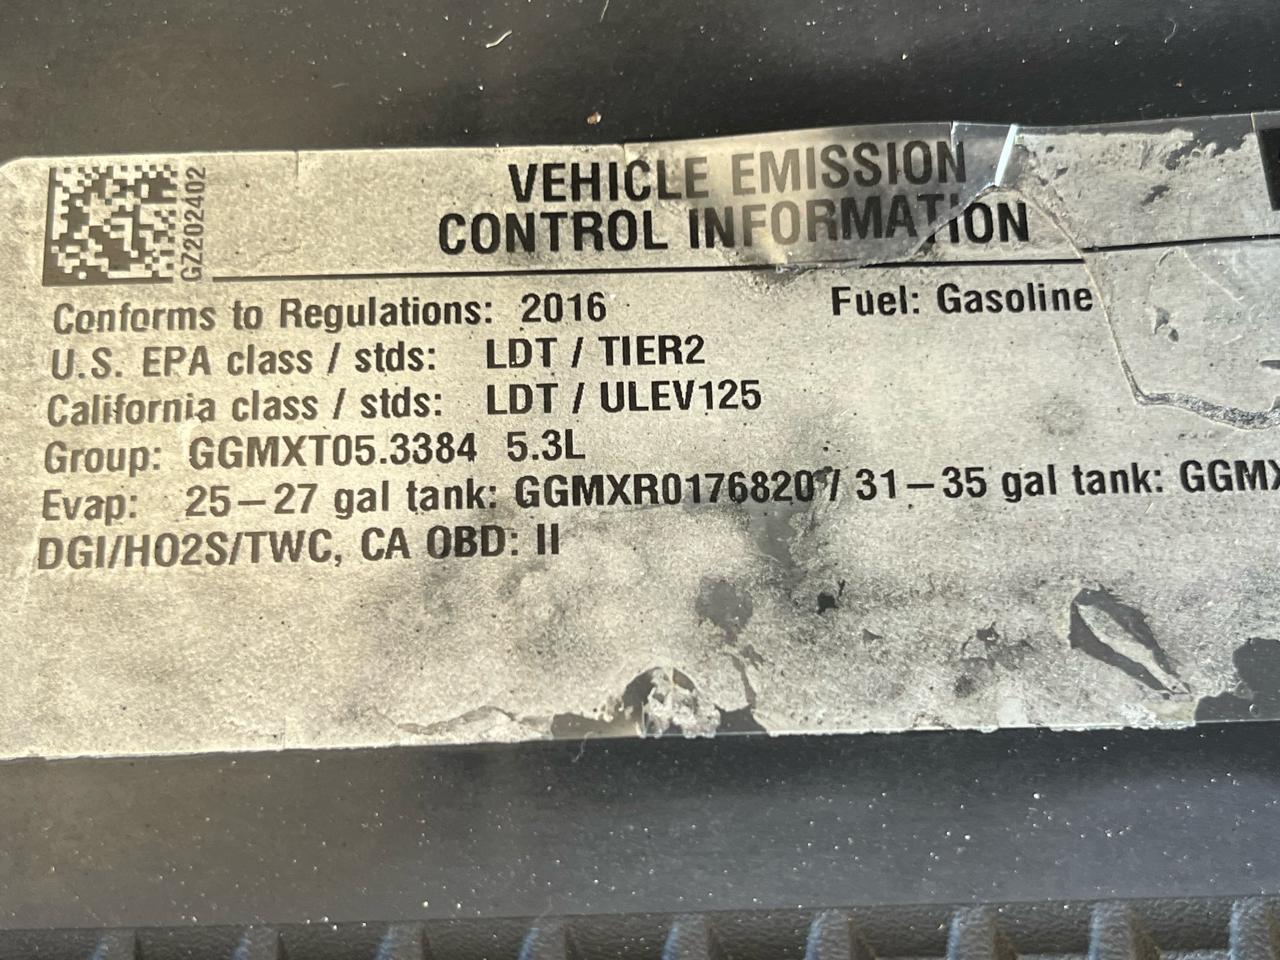 GZ202402
VEHICLE EMISSION
CONTROL INFORMATION
Conforms to Regulations: 2016 Fuel: Gasoline
U.S. EPA class / stds: LDT / TIER2
California class / stds: LDT / ULEV125
Group: GGMXT05.3384 5.3L
Evap: 25-27 gal tank: GGMXR0176820 / 31-35 gal tank: GGMX
DGI/HO2S/TWC, CA OBD: II